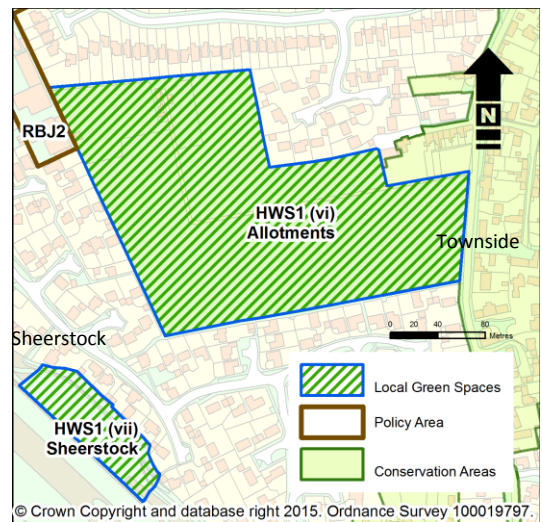 N
RBJ2
HWS1 (vi)
Allotments
Townside
Sheerstock
0 20 40 80
Metres
HWS1 (vii)
Sheerstock
Local Green Spaces
Policy Area
Conservation Areas
© Crown Copyright and database right 2015. Ordnance Survey 100019797.